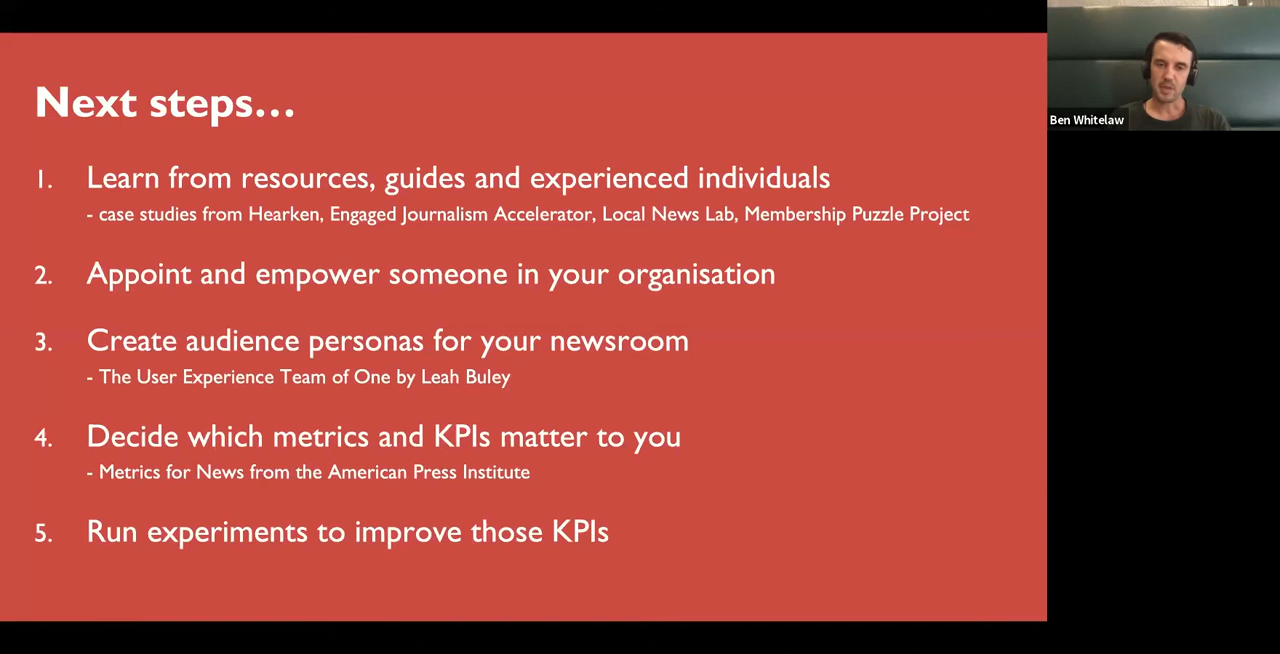 Next steps...
1. Learn from resources, guides and experienced individuals
- case studies from Hearken, Engaged Journalism Accelerator, Local News Lab, Membership Puzzle Project
2. Appoint and empower someone in your organisation
3. Create audience personas for your newsroom
- The User Experience Team of One by Leah Buley
4. Decide which metrics and KPIs matter to you
- Metrics for News from the American Press Institute
5. Run experiments to improve those KPIs
Ben Whitelaw